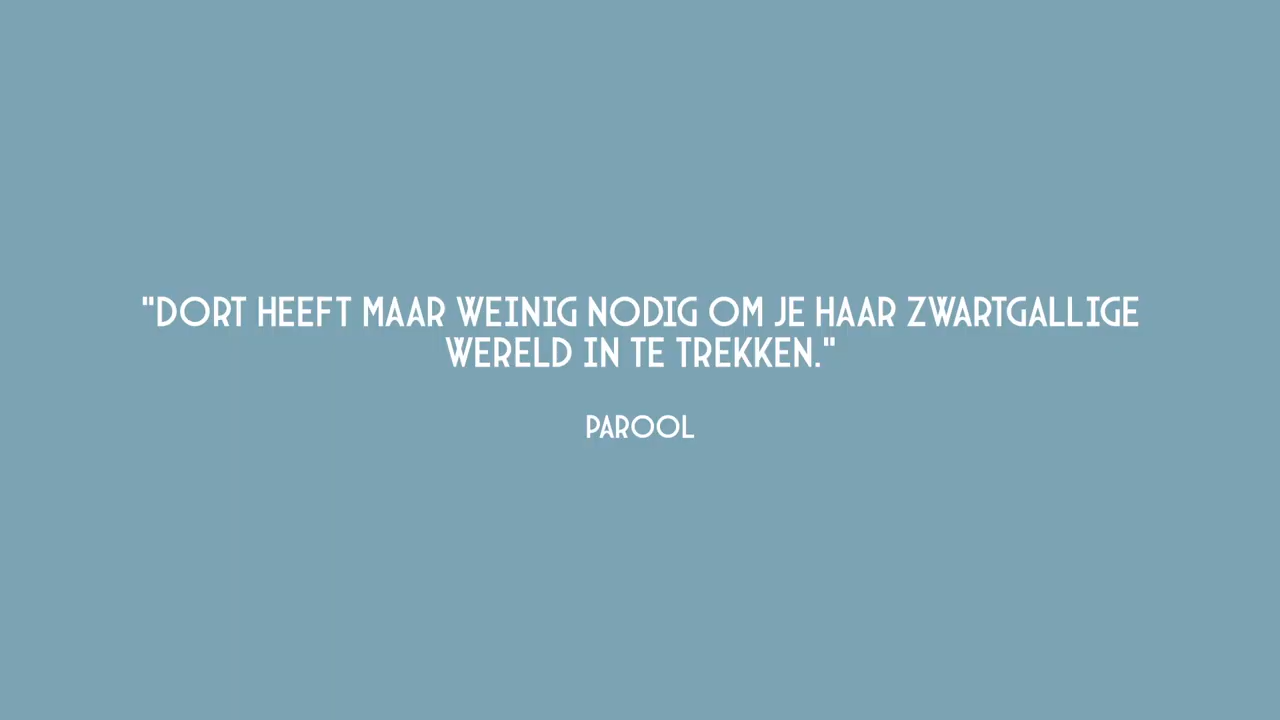 "DORT HEEFT MAAR WEINIG NODIG OM JE HAAR ZWARTGALLIGE
WERELD IN TE TREKKEN."
PAROOL